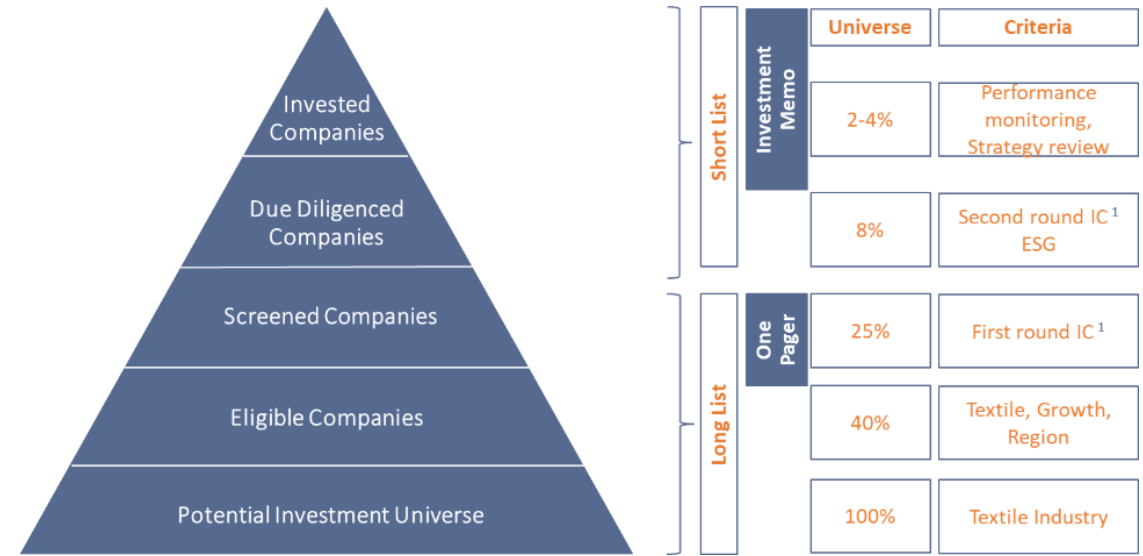 Invested
Companies
Due Diligenced
Companies
Screened Companies
Eligible Companies
Potential Investment Universe
Short List
Long List
Investment
Memo
One
Pager
Universe
Criteria
2-4%
Performance
monitoring,
Strategy review
8%
Second round IC 1
ESG
25%
First round IC 1
40%
Textile, Growth,
Region
100%
Textile Industry